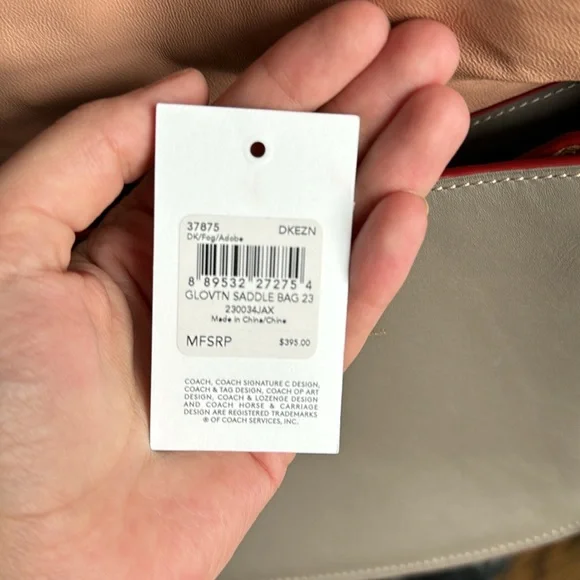 37875 DKEZN
DK/Fog/Adobe
8 89532 27275 4
GLOVTN SADDLE BAG 23
230034JAX
Made in China/China
MFSRP $395.00
COACH, COACH SIGNATURE C DESIGN,
COACH & TAG DESIGN, COACH OP ART
DESIGN, COACH & LOZENGE DESIGN
AND COACH HORSE & CARRIAGE
DESIGN ARE REGISTERED TRADEMARKS
® OF COACH SERVICES, INC.